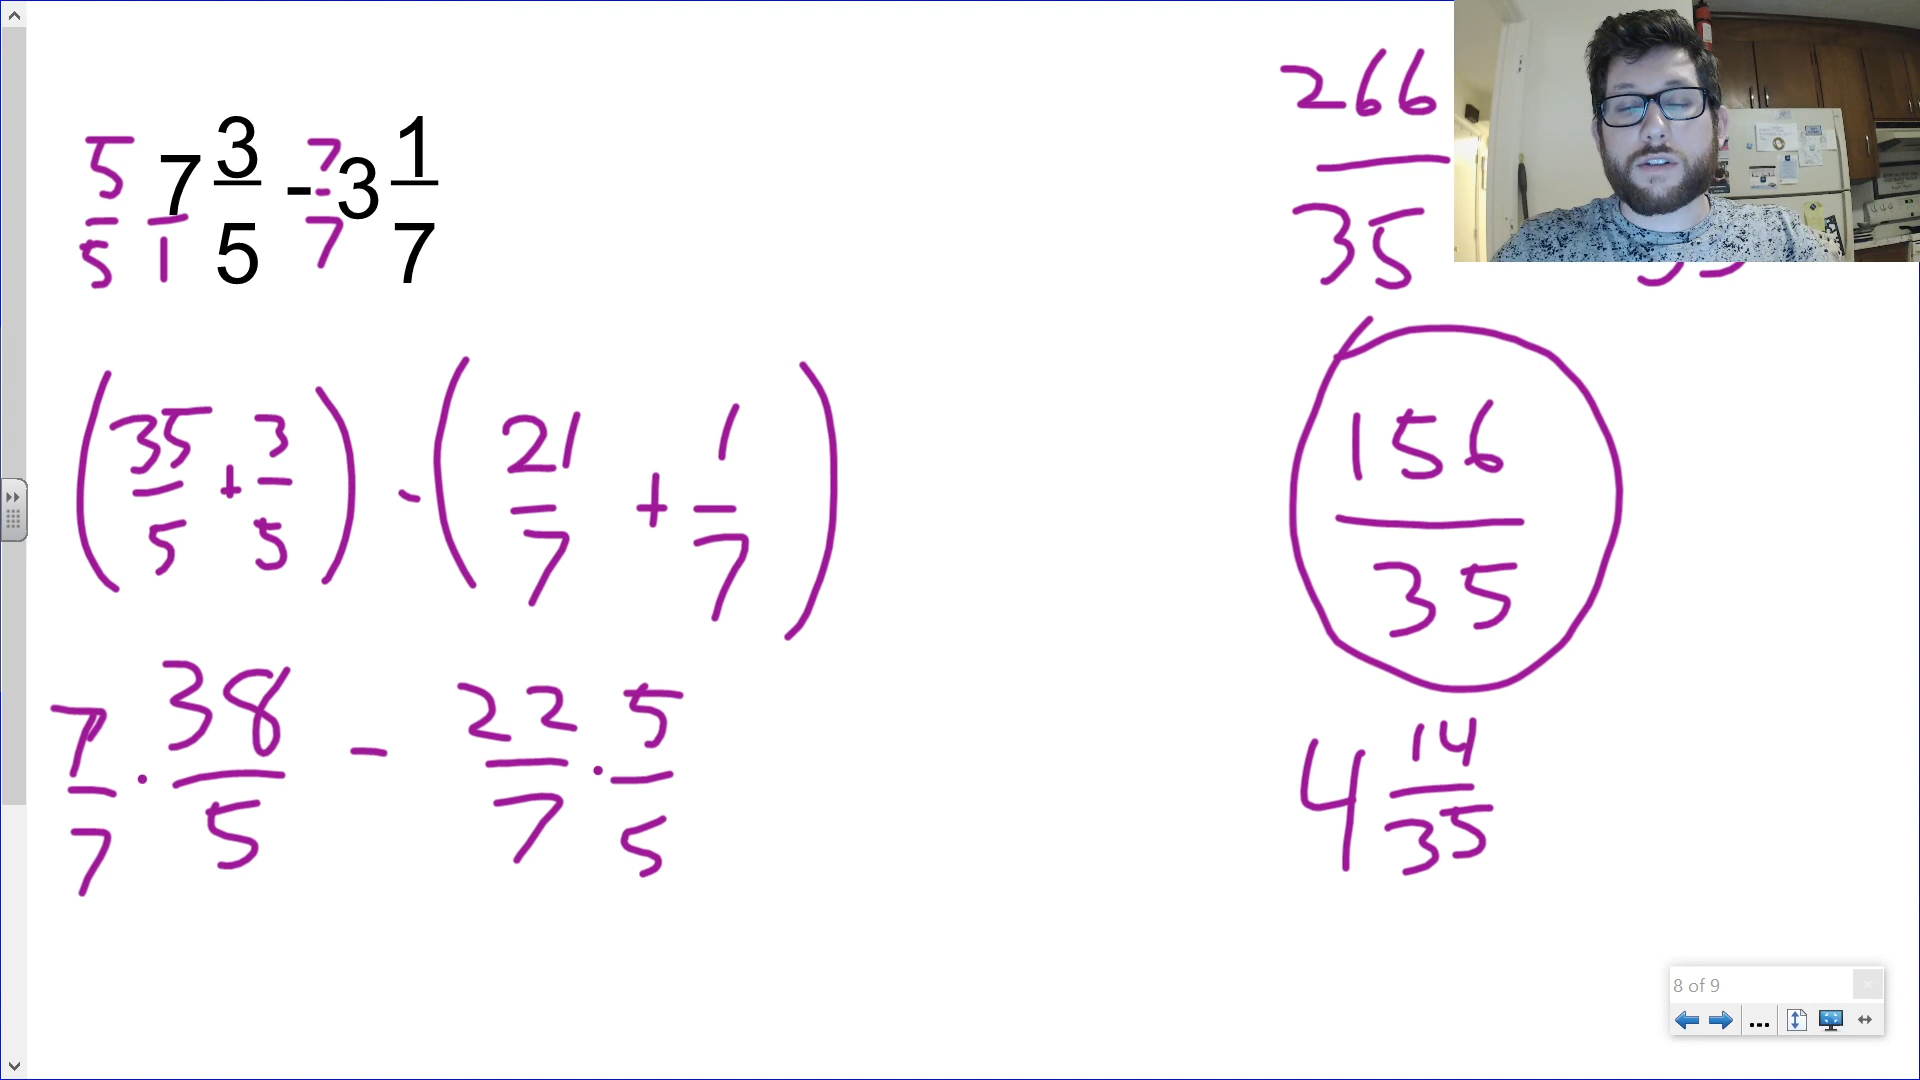 5/5 7/1 3/5 - 7/7 3 1/7
(35/5 + 3/5) - (21/7 + 1/7)
7/7 · 38/5 - 22/7 · 5/5
266/35
156/35
4 14/35
8 of 9